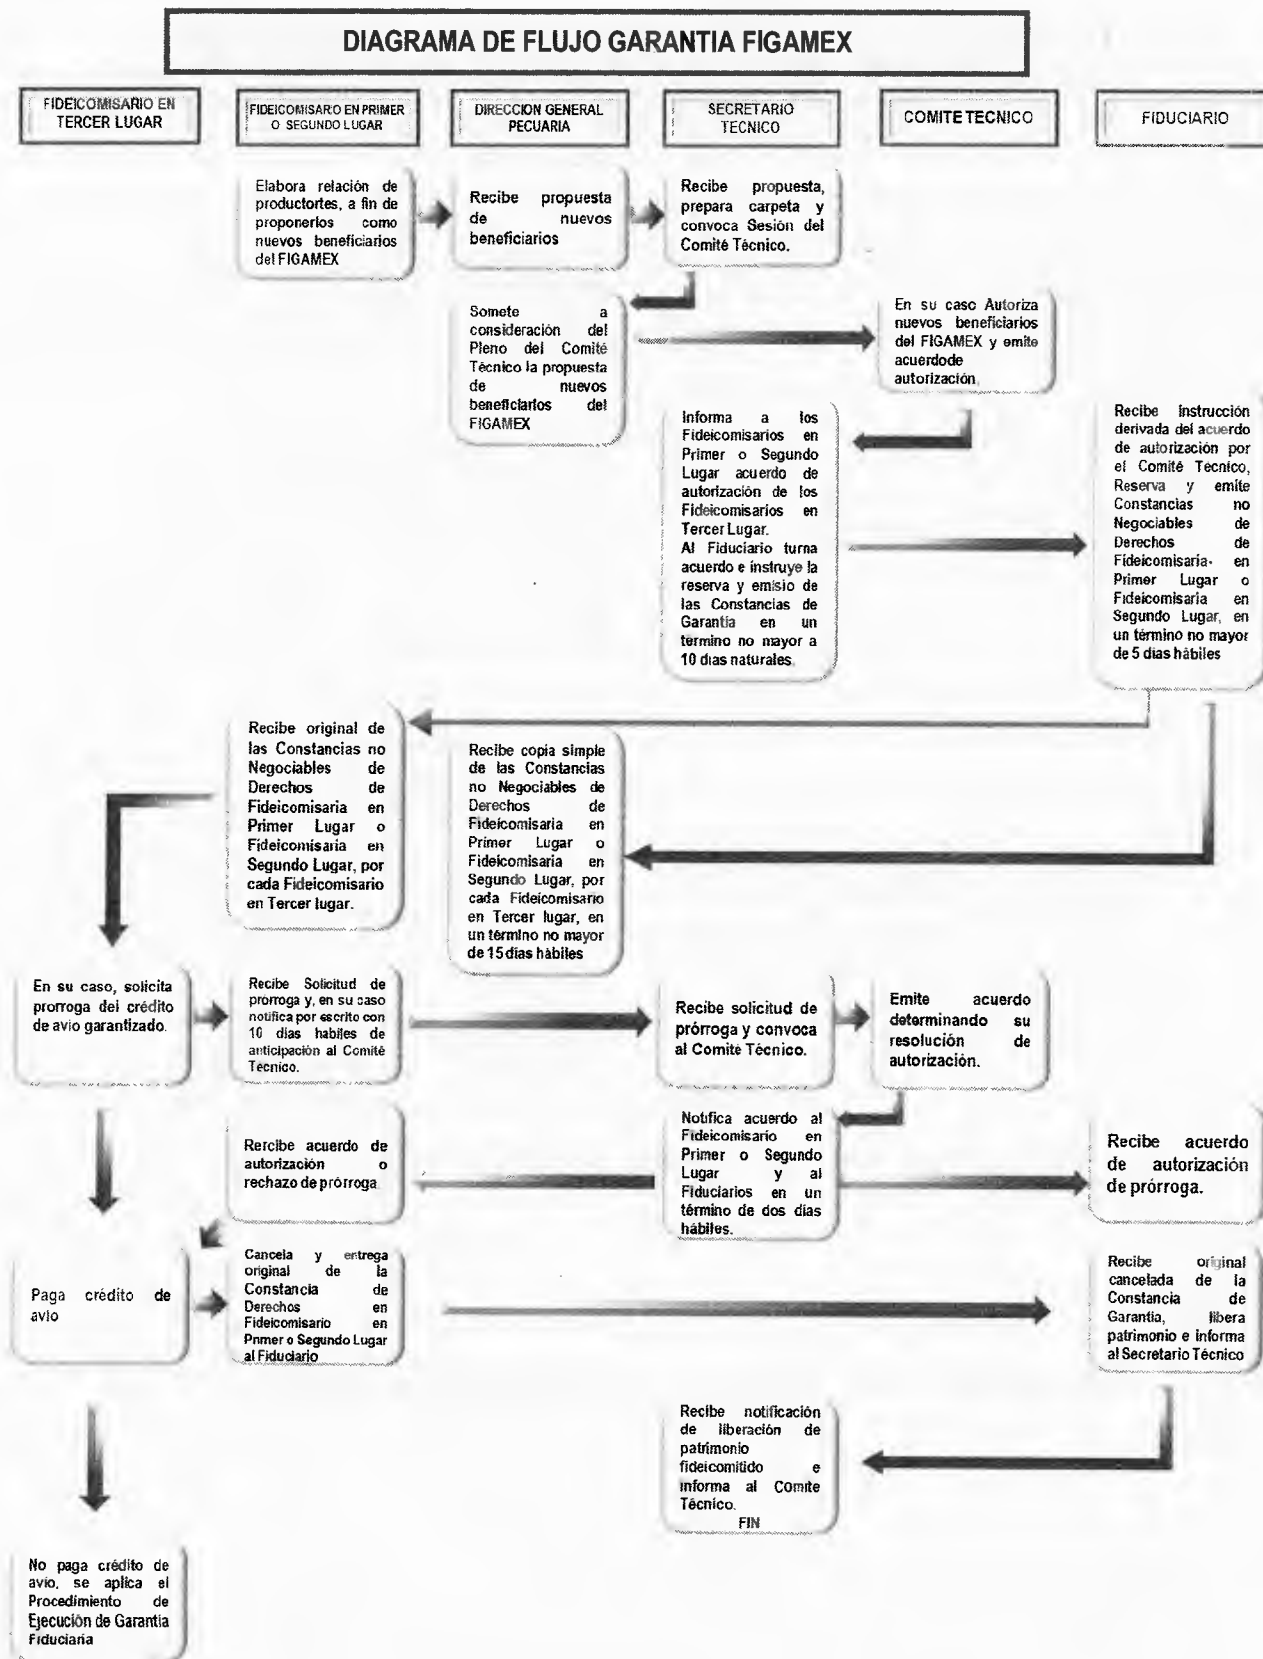 DIAGRAMA DE FLUJO GARANTIA FIGAMEX
FIDEICOMISARIO EN
TERCER LUGAR
FIDEICOMISARO EN PRIMER
O SEGUNDO LUGAR
DIRECCION GENERAL
PECUARIA
SECRETARIO
TECNICO
COMITE TECNICO
FIDUCIARIO
Elabora relación de
productortes, a fin de
proponerlos como
nuevos beneficiarios
del FIGAMEX
Recibe propuesta
de nuevos
beneficiarios
Recibe propuesta,
prepara carpeta y
convoca Sesión del
Comité Técnico.
Somete a
consideración del
Pleno del Comité
Técnico la propuesta
de nuevos
beneficiarios del
FIGAMEX
En su caso Autoriza
nuevos beneficiarios
del FIGAMEX y emite
acuerdode
autorización
Informa a los
Fideicomisarios en
Primer o Segundo
Lugar acuerdo de
autorización de los
Fideicomisarios en
Tercer Lugar.
Al Fiduciario turna
acuerdo e instruye la
reserva y emisio de
las Constancias de
Garantía en un
término no mayor a
10 dias naturales
Recibe Instrucción
derivada del acuerdo
de autorización por
el Comité Técnico,
Reserva y emite
Constancias no
Negociables de
Derechos de
Fideicomisaria- en
Primer Lugar o
Fideicomisaria en
Segundo Lugar, en
un término no mayor
de 5 días hábiles
Recibe original de
las Constancias no
Negociables de
Derechos de
Fideicomisaria en
Primer Lugar o
Fideicomisaria en
Segundo Lugar, por
cada Fideicomisario
en Tercer lugar.
Recibe copia simple
de las Constancias
no Negociables de
Derechos de
Fideicomisaria en
Primer Lugar o
Fideicomisaria en
Segundo Lugar, por
cada Fideicomisario
en Tercer lugar, en
un término no mayor
de 15 días hábiles
En su caso, solicita
prorroga del crédito
de avio garantizado.
Recibe Solicitud de
prórroga y, en su caso
notifica por escrito con
10 días habiles de
anticipación al Comité
Técnico.
Recibe solicitud de
prórroga y convoca
al Comité Técnico.
Emite acuerdo
determinando su
resolución de
autorización.
Rercibe acuerdo de
autorización o
rechazo de prórroga
Notifica acuerdo al
Fideicomisario en
Primer o Segundo
Lugar y al
Fiduciarios en un
término de dos días
hábiles.
Recibe acuerdo
de autorización
de prórroga.
Paga crédito de
avio
Cancela y entrega
original de la
Constancia de
Derechos en
Fideicomisario en
Primer o Segundo Lugar
al Fiduciario
Recibe original
cancelada de la
Constancia de
Garantía, libera
patrimonio e informa
al Secretario Técnico
Recibe notificación
de liberación de
patrimonio
fideicomitido e
informa al Comite
Técnico.
FIN
No paga crédito de
avio, se aplica el
Procedimiento de
Ejecución de Garantia
Fiduciaria